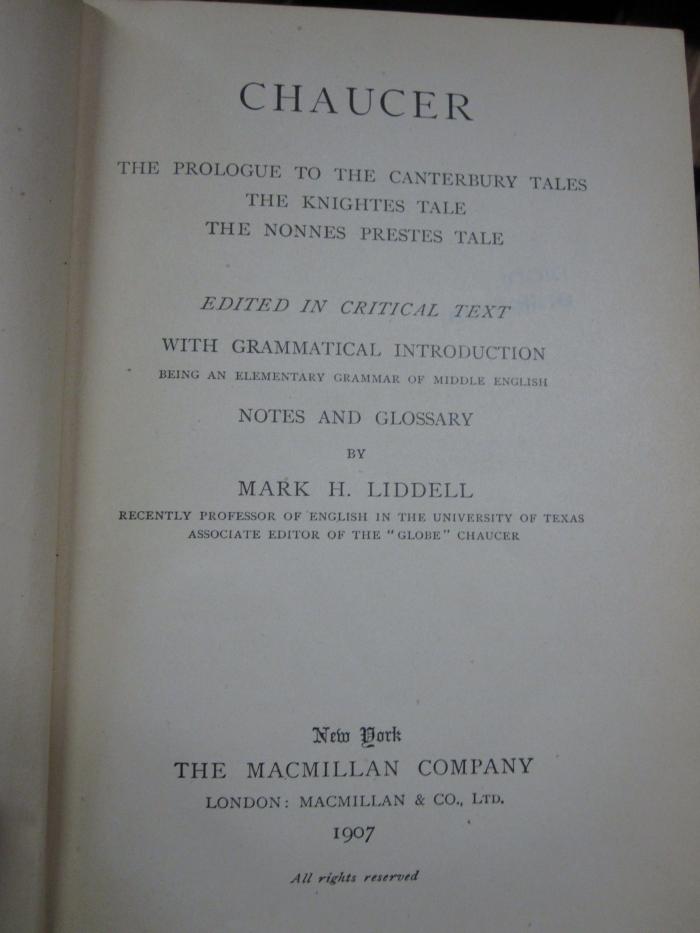 CHAUCER
THE PROLOGUE TO THE CANTERBURY TALES
THE KNIGHTES TALE
THE NONNES PRESTES TALE
EDITED IN CRITICAL TEXT
WITH GRAMMATICAL INTRODUCTION
BEING AN ELEMENTARY GRAMMAR OF MIDDLE ENGLISH
NOTES AND GLOSSARY
BY
MARK H. LIDDELL
RECENTLY PROFESSOR OF ENGLISH IN THE UNIVERSITY OF TEXAS
ASSOCIATE EDITOR OF THE "GLOBE" CHAUCER
New York
THE MACMILLAN COMPANY
LONDON: MACMILLAN & CO., LTD.
1907
All rights reserved